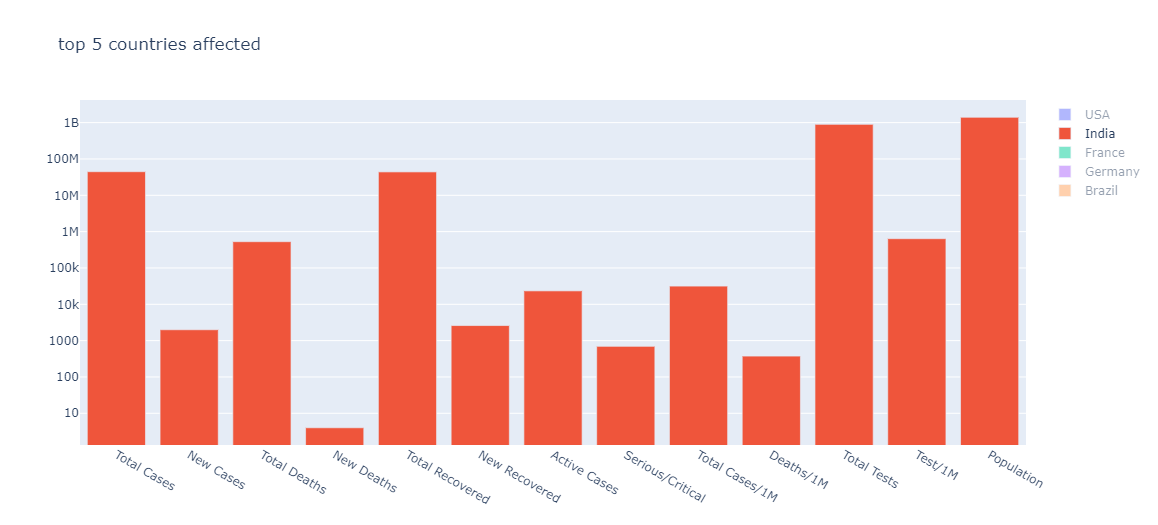 top 5 countries affected
1B
100M
10M
1M
100k
10k
1000
100
10
Total Cases
New Cases
Total Deaths
New Deaths
Total Recovered
New Recovered
Active Cases
Serious/Critical
Total Cases/1M
Deaths/1M
Total Tests
Test/1M
Population
USA
India
France
Germany
Brazil